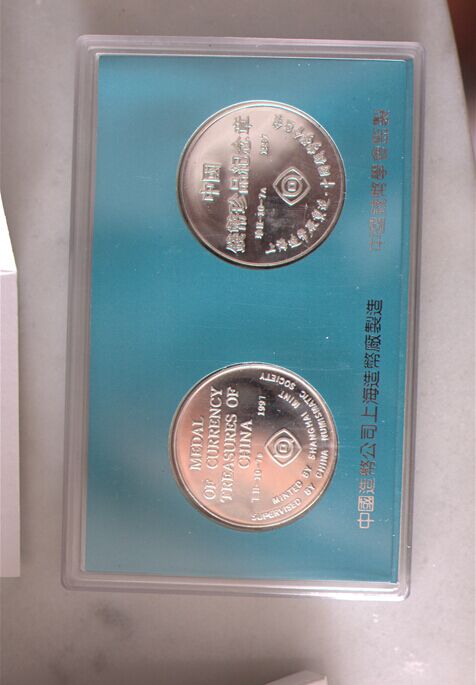 MEDAL
OF CURRENCY
TREASURES OF
CHINA
1997
MINTED BY SHANGHAI MINT
SUPERVISED BY CHINA NUMISMATIC SOCIETY
中國
錢幣珍品紀念章
1997
中國造幣公司上海造幣廠製造
中國錢幣學會監製